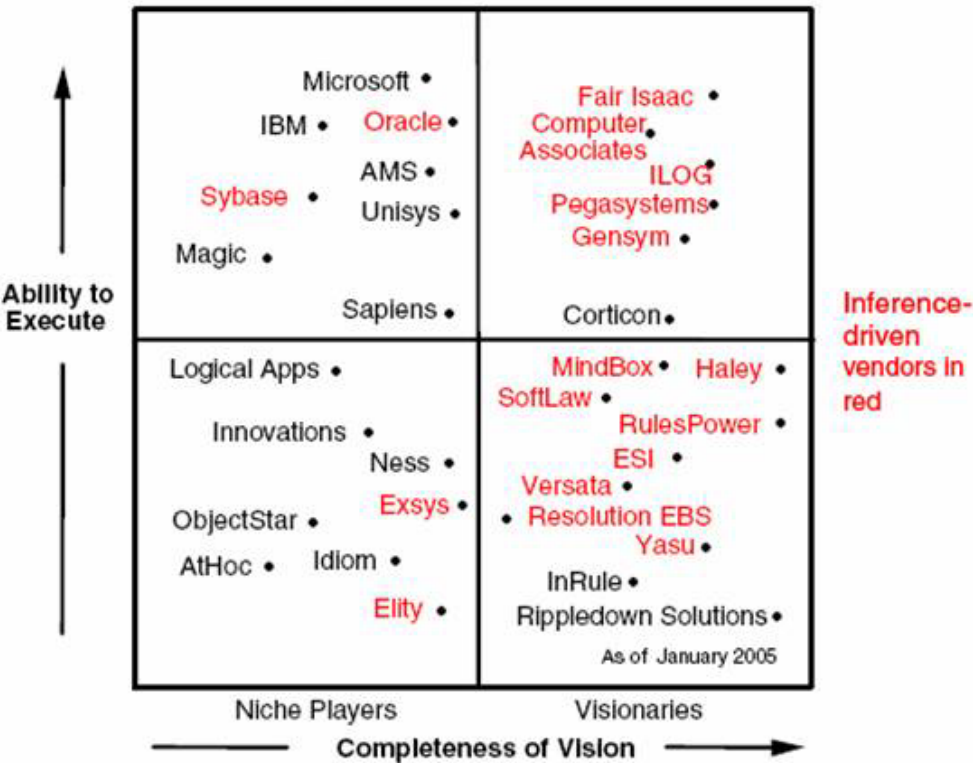 Microsoft
Fair Isaac
IBM
Oracle
Computer
Associates
AMS
ILOG
Sybase
Unisys
Pegasystems
Gensym
Magic
Sapiens
Corticon
Ability to
Execute
Inference-
driven
vendors in
red
Logical Apps
MindBox
Haley
SoftLaw
Innovations
RulesPower
Ness
ESI
Exsys
Versata
ObjectStar
Resolution EBS
Yasu
AtHoc
Idiom
InRule
Elity
Rippledown Solutions
As of January 2005
Niche Players
Visionaries
Completeness of Vision